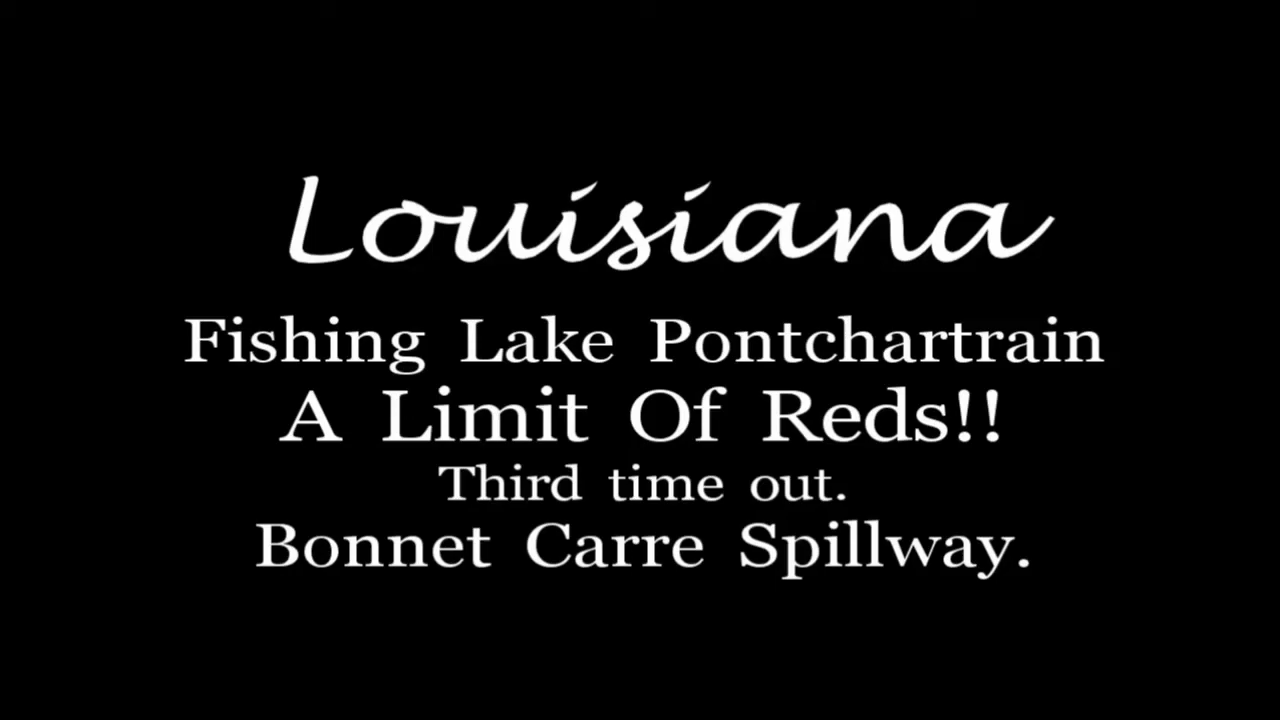 Louisiana
Fishing Lake Pontchartrain
A Limit Of Reds!!
Third time out.
Bonnet Carre Spillway.